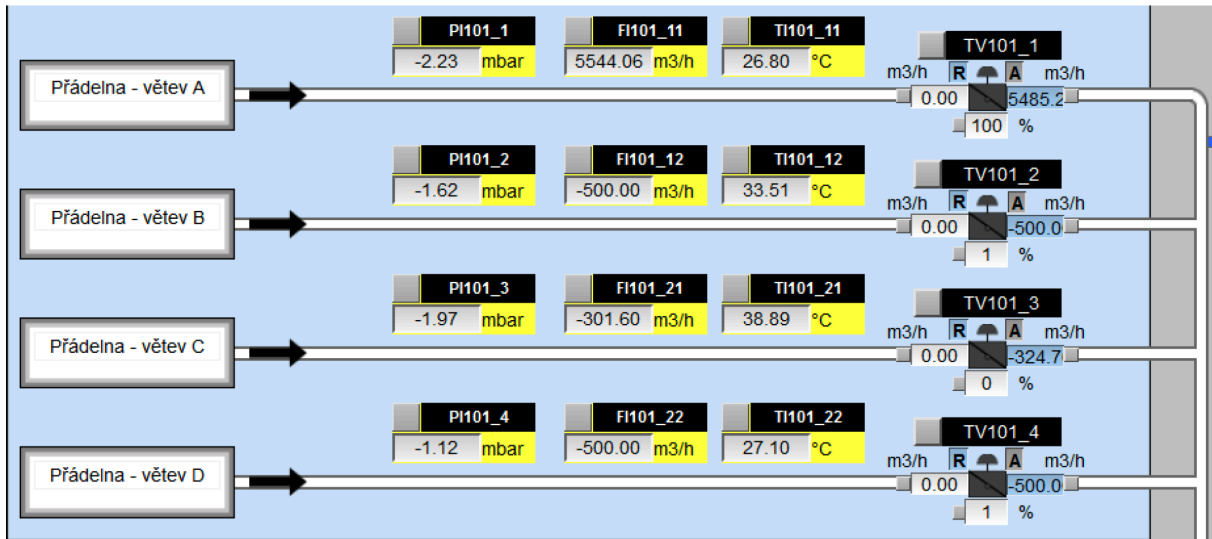 PI101_1 FI101_11 TI101_11 TV101_1
-2.23 mbar 5544.06 m3/h 26.80 °C
m3/h R A m3/h
Přádelna - větev A
0.00 5485.2
100 %
PI101_2 FI101_12 TI101_12 TV101_2
-1.62 mbar -500.00 m3/h 33.51 °C
m3/h R A m3/h
Přádelna - větev B
0.00 -500.0
1 %
PI101_3 FI101_21 TI101_21 TV101_3
-1.97 mbar -301.60 m3/h 38.89 °C
m3/h R A m3/h
Přádelna - větev C
0.00 -324.7
0 %
PI101_4 FI101_22 TI101_22 TV101_4
-1.12 mbar -500.00 m3/h 27.10 °C
m3/h R A m3/h
Přádelna - větev D
0.00 -500.0
1 %